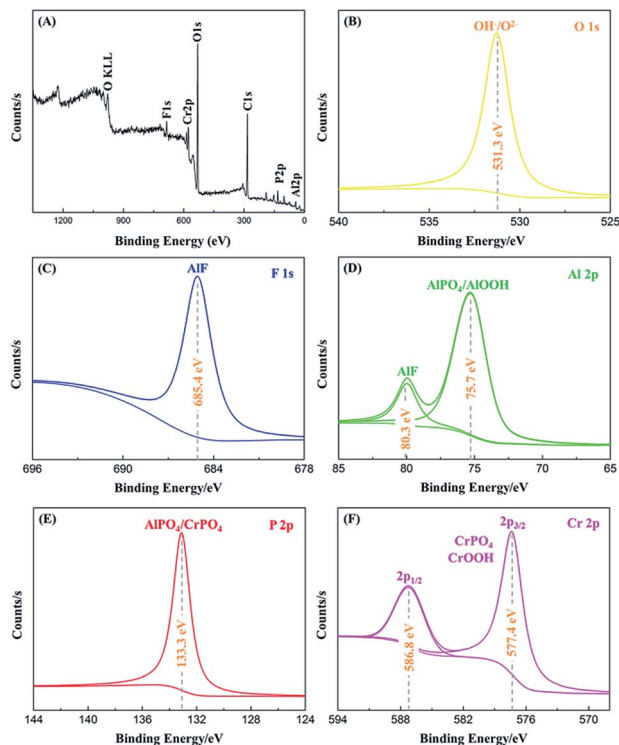 (A)
O KLL
F1s
Cr2p
O1s
C1s
P2p
Al2p
Counts/s
1200 900 600 300 0
Binding Energy (eV)
(B)
OH⁻/O²⁻
O 1s
531.3 eV
Counts/s
540 535 530 525
Binding Energy/eV
(C)
AlF
F 1s
685.4 eV
Counts/s
696 690 684 678
Binding Energy/eV
(D)
AlPO₄/AlOOH
Al 2p
AlF
80.3 eV
75.7 eV
Counts/s
85 80 75 70 65
Binding Energy/eV
(E)
AlPO₄/CrPO₄
P 2p
133.3 eV
Counts/s
144 140 136 132 128 124
Binding Energy/eV
(F)
2p₃/₂
Cr 2p
CrPO₄
CrOOH
2p₁/₂
586.8 eV
577.4 eV
Counts/s
594 586 578 570
Binding Energy/eV